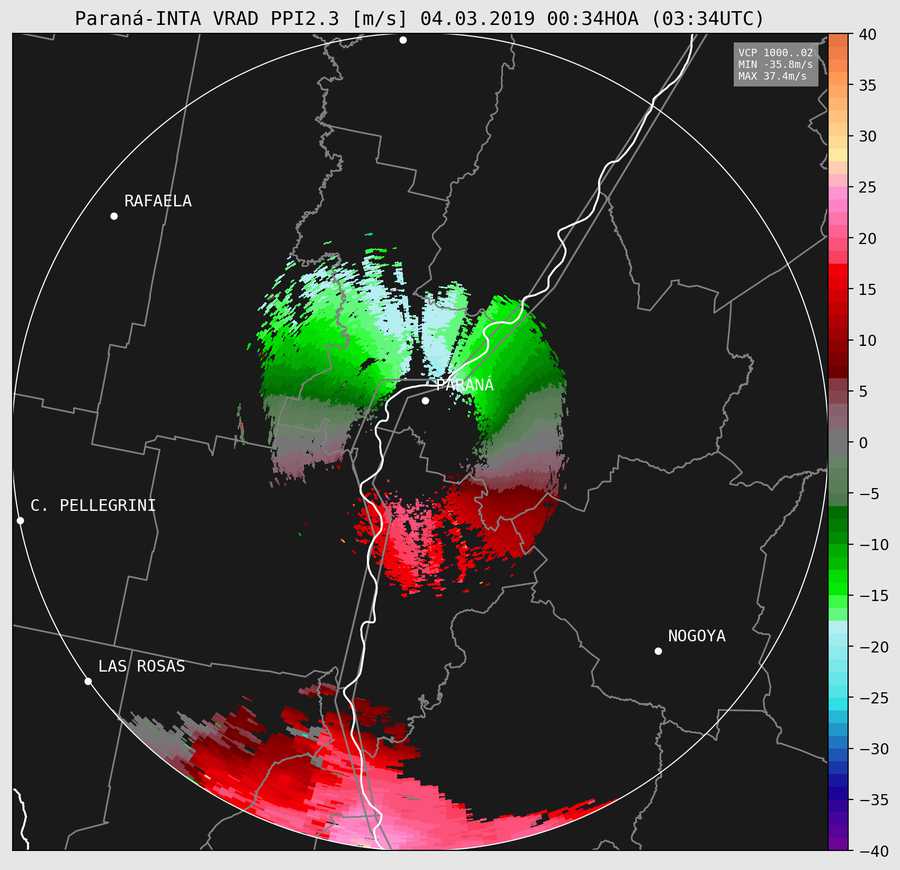 Paraná-INTA VRAD PPI2.3 [m/s] 04.03.2019 00:34HOA (03:34UTC)
VCP 1000..02
MIN -35.8m/s
MAX 37.4m/s
RAFAELA
PARANÁ
C. PELLEGRINI
NOGOYA
LAS ROSAS
40
35
30
25
20
15
10
5
0
−5
−10
−15
−20
−25
−30
−35
−40